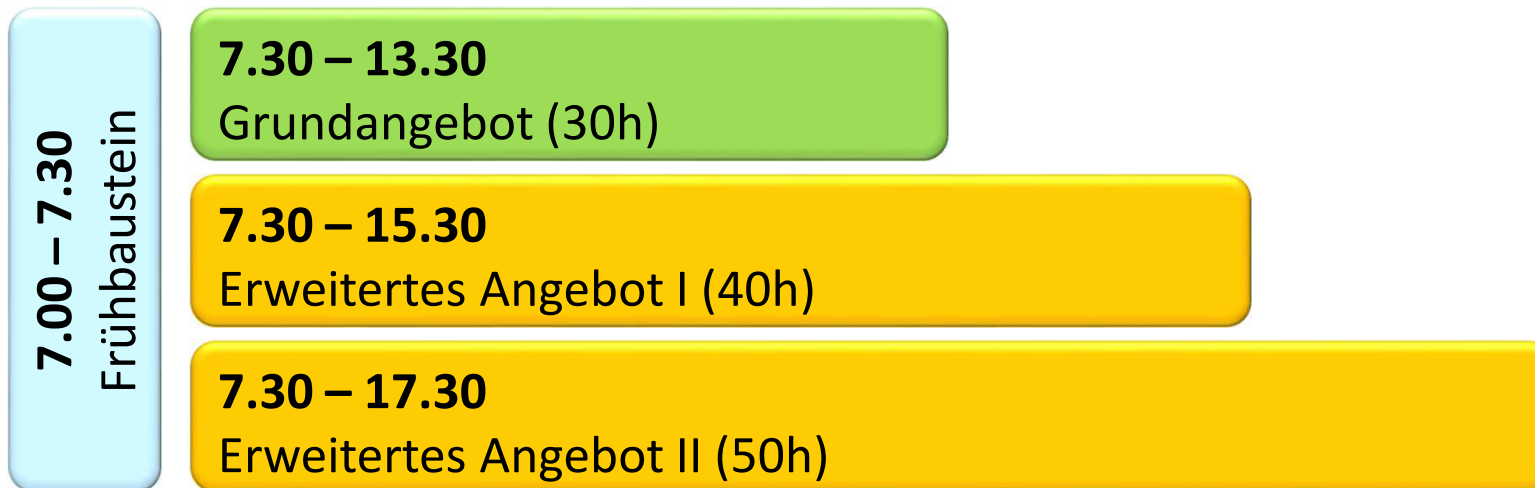 7.00 – 7.30
Frühbaustein
7.30 – 13.30
Grundangebot (30h)
7.30 – 15.30
Erweitertes Angebot I (40h)
7.30 – 17.30
Erweitertes Angebot II (50h)